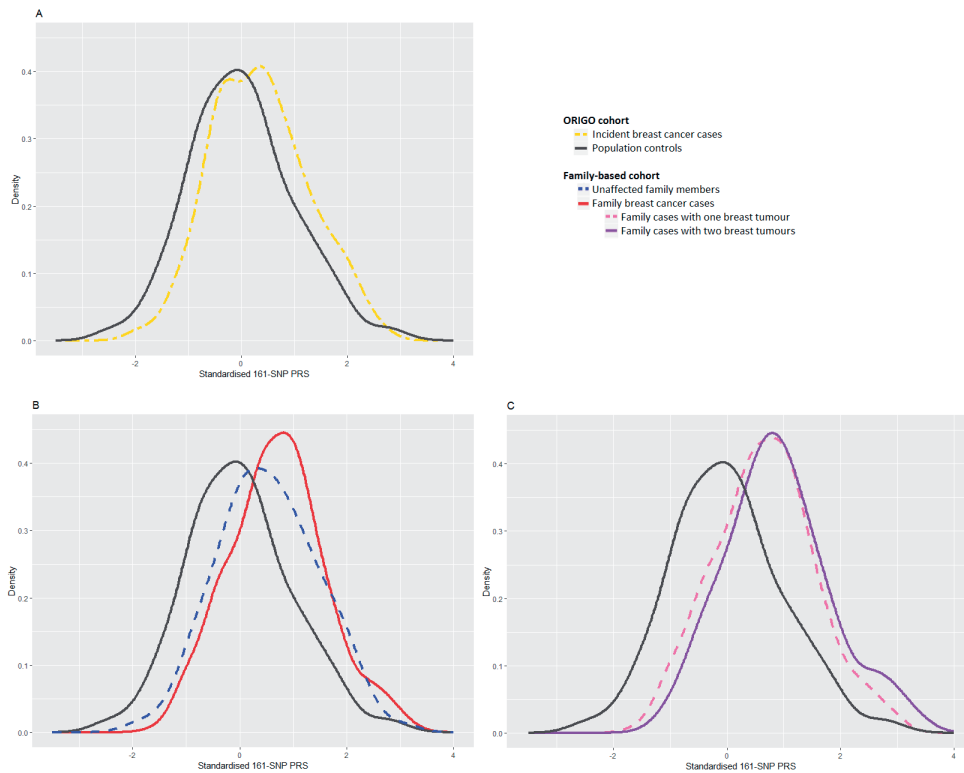 A
0.4
0.3
0.2
0.1
0.0
Density
-2
0
2
4
Standardised 161-SNP PRS
ORIGO cohort
Incident breast cancer cases
Population controls
Family-based cohort
Unaffected family members
Family breast cancer cases
Family cases with one breast tumour
Family cases with two breast tumours
B
0.4
0.3
0.2
0.1
0.0
Density
-2
0
2
4
Standardised 161-SNP PRS
C
0.4
0.3
0.2
0.1
0.0
Density
-2
0
2
4
Standardised 161-SNP PRS